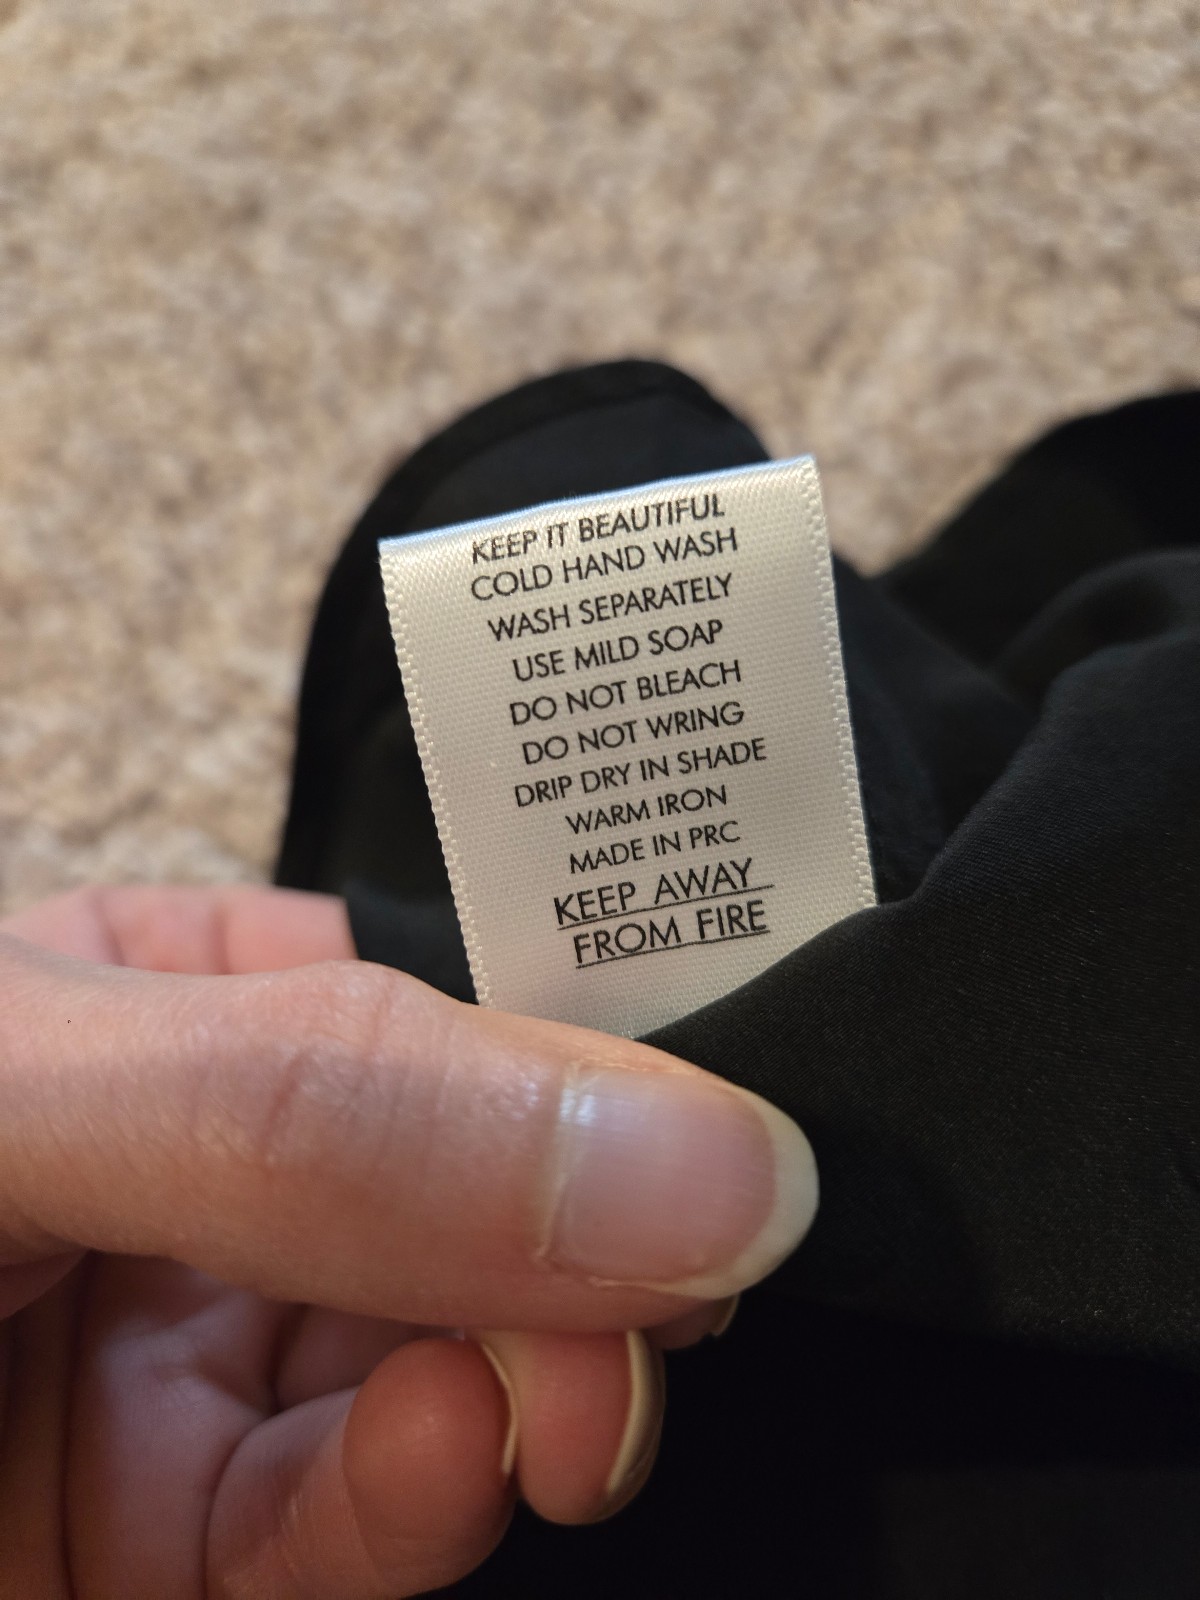 KEEP IT BEAUTIFUL
COLD HAND WASH
WASH SEPARATELY
USE MILD SOAP
DO NOT BLEACH
DO NOT WRING
DRIP DRY IN SHADE
WARM IRON
MADE IN PRC
KEEP AWAY
FROM FIRE